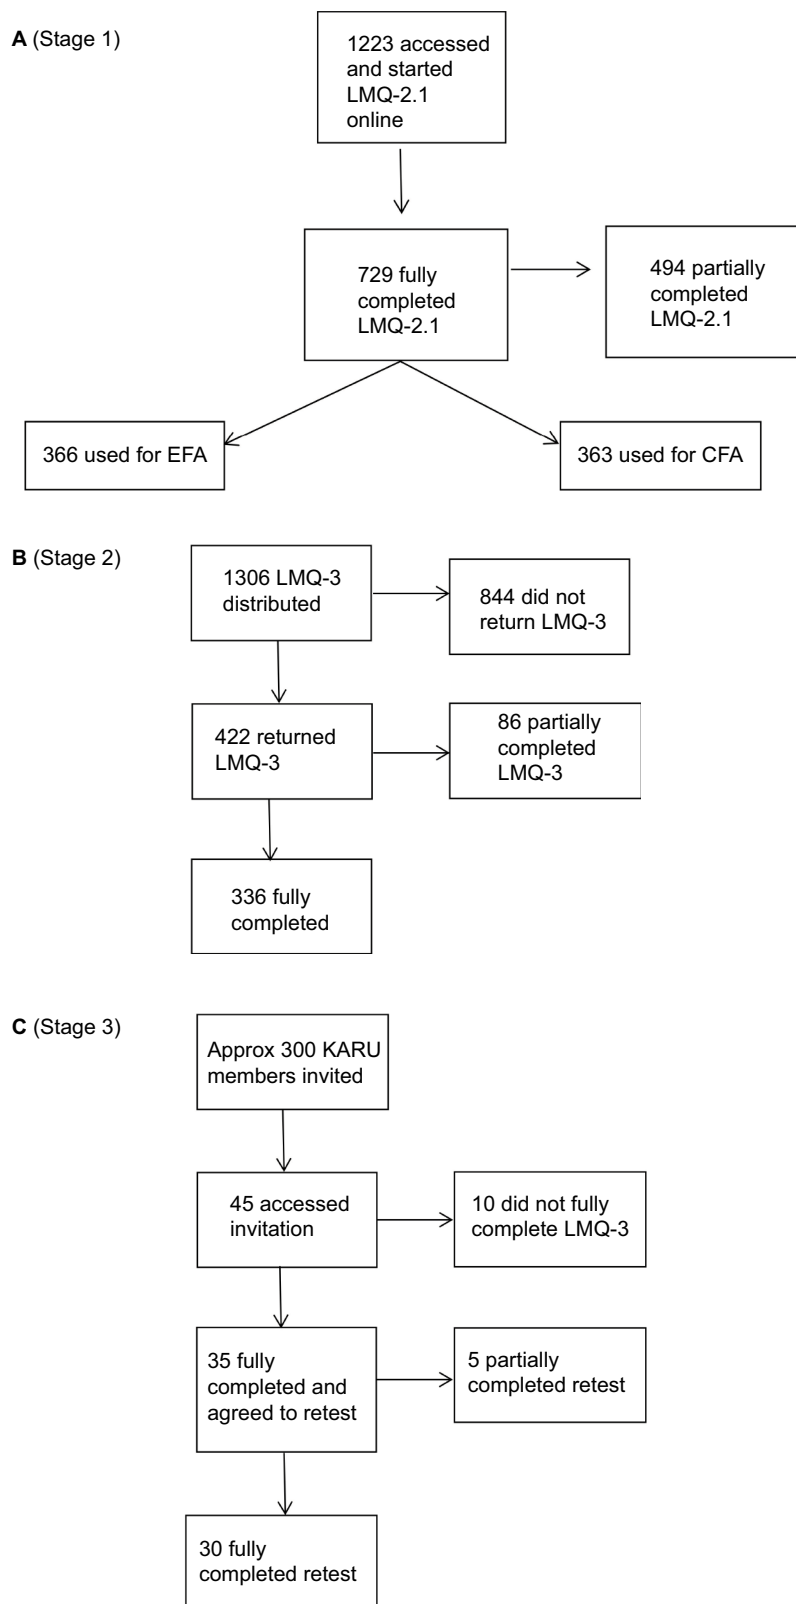 A (Stage 1)
1223 accessed
and started
LMQ-2.1
online
729 fully
completed
LMQ-2.1
494 partially
completed
LMQ-2.1
366 used for EFA
363 used for CFA
B (Stage 2)
1306 LMQ-3
distributed
844 did not
return LMQ-3
422 returned
LMQ-3
86 partially
completed
LMQ-3
336 fully
completed
C (Stage 3)
Approx 300 KARU
members invited
45 accessed
invitation
10 did not fully
complete LMQ-3
35 fully
completed and
agreed to retest
5 partially
completed retest
30 fully
completed retest